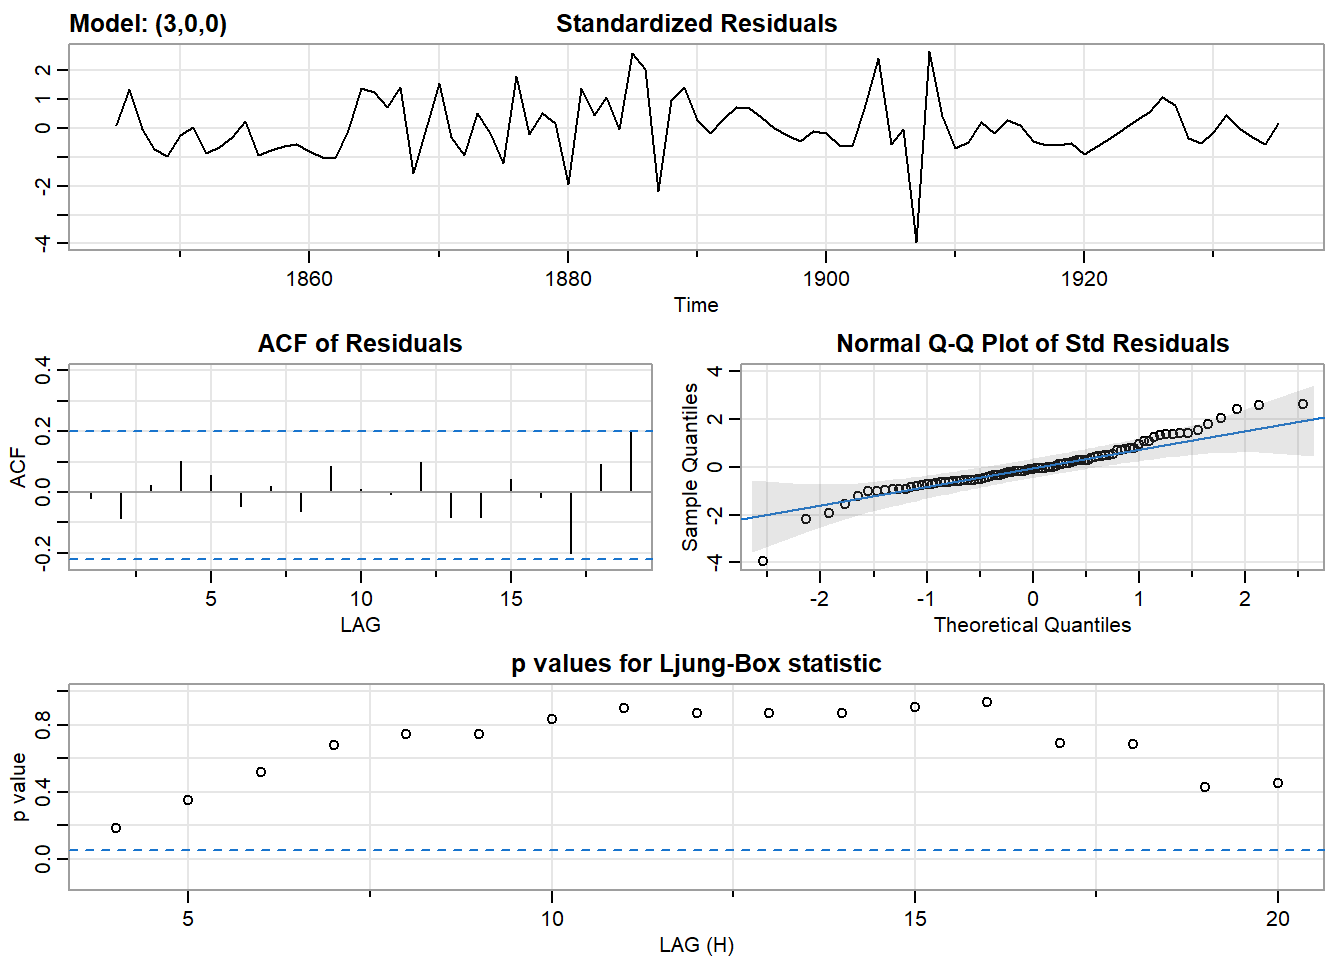 Model: (3,0,0) Standardized Residuals
2
1
0
-2
-4
1860 1880 1900 1920
Time
ACF of Residuals
ACF
0.4
0.2
0.0
-0.2
5 10 15
LAG
Normal Q-Q Plot of Std Residuals
Sample Quantiles
4
2
0
-2
-4
-2 -1 0 1 2
Theoretical Quantiles
p values for Ljung-Box statistic
p value
0.8
0.4
0.0
5 10 15 20
LAG (H)